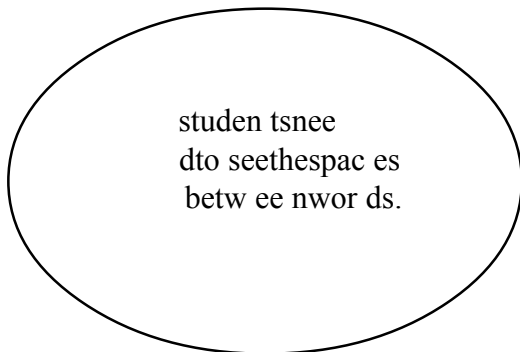 studen tsnee
dto seethespac es
betw ee nwor ds.